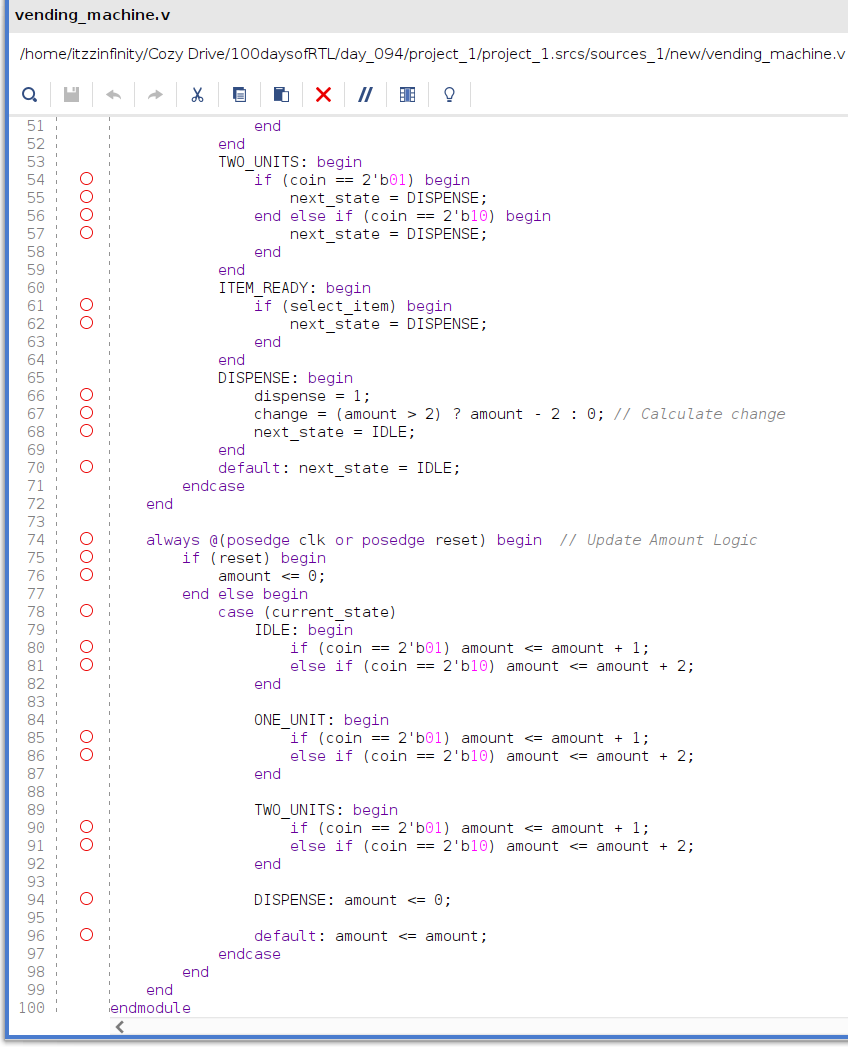 vending_machine.v
/home/itzzinfinity/Cozy Drive/100daysofRTL/day_094/project_1/project_1.srcs/sources_1/new/vending_machine.v
51 end
52 end
53 TWO_UNITS: begin
54 if (coin == 2'b01) begin
55 next_state = DISPENSE;
56 end else if (coin == 2'b10) begin
57 next_state = DISPENSE;
58 end
59 end
60 ITEM_READY: begin
61 if (select_item) begin
62 next_state = DISPENSE;
63 end
64 end
65 DISPENSE: begin
66 dispense = 1;
67 change = (amount > 2) ? amount - 2 : 0; // Calculate change
68 next_state = IDLE;
69 end
70 default: next_state = IDLE;
71 endcase
72 end
73
74 always @(posedge clk or posedge reset) begin // Update Amount Logic
75 if (reset) begin
76 amount <= 0;
77 end else begin
78 case (current_state)
79 IDLE: begin
80 if (coin == 2'b01) amount <= amount + 1;
81 else if (coin == 2'b10) amount <= amount + 2;
82 end
83
84 ONE_UNIT: begin
85 if (coin == 2'b01) amount <= amount + 1;
86 else if (coin == 2'b10) amount <= amount + 2;
87 end
88
89 TWO_UNITS: begin
90 if (coin == 2'b01) amount <= amount + 1;
91 else if (coin == 2'b10) amount <= amount + 2;
92 end
93
94 DISPENSE: amount <= 0;
95
96 default: amount <= amount;
97 endcase
98 end
99 end
100 endmodule